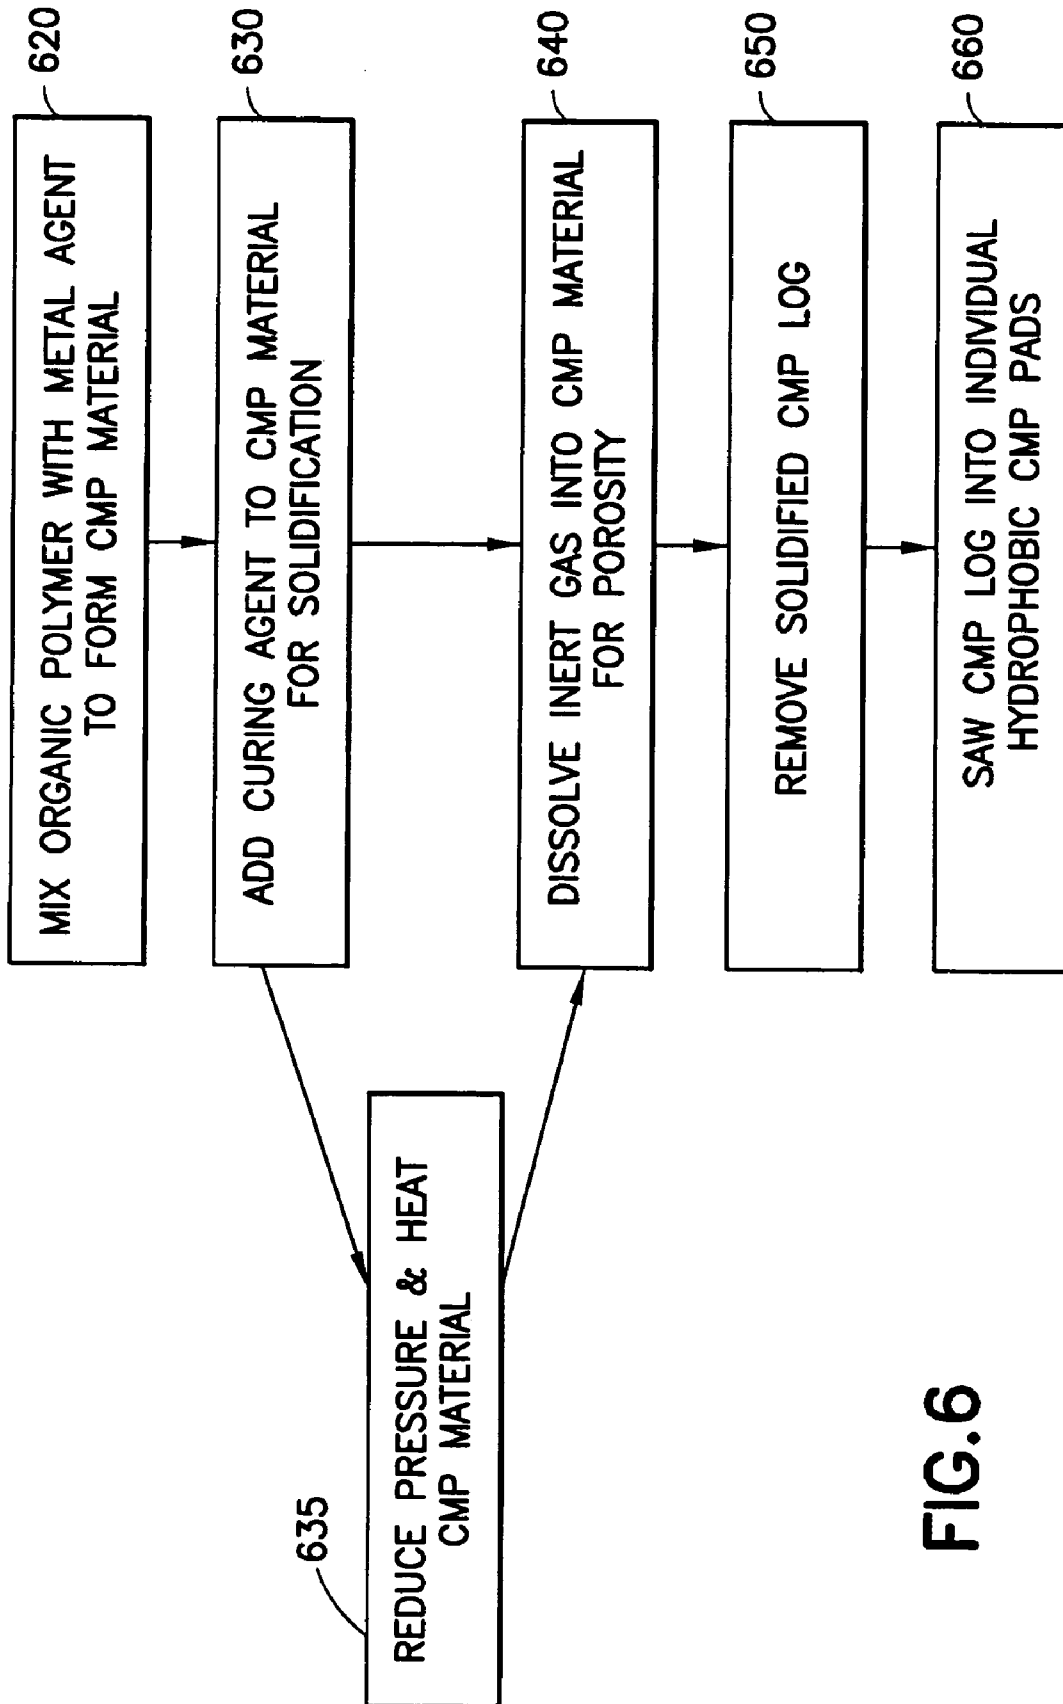 620
MIX ORGANIC POLYMER WITH METAL AGENT
TO FORM CMP MATERIAL
630
ADD CURING AGENT TO CMP MATERIAL
FOR SOLIDIFICATION
635
REDUCE PRESSURE & HEAT
CMP MATERIAL
640
DISSOLVE INERT GAS INTO CMP MATERIAL
FOR POROSITY
650
REMOVE SOLIDIFIED CMP LOG
660
SAW CMP LOG INTO INDIVIDUAL
HYDROPHOBIC CMP PADS
FIG.6